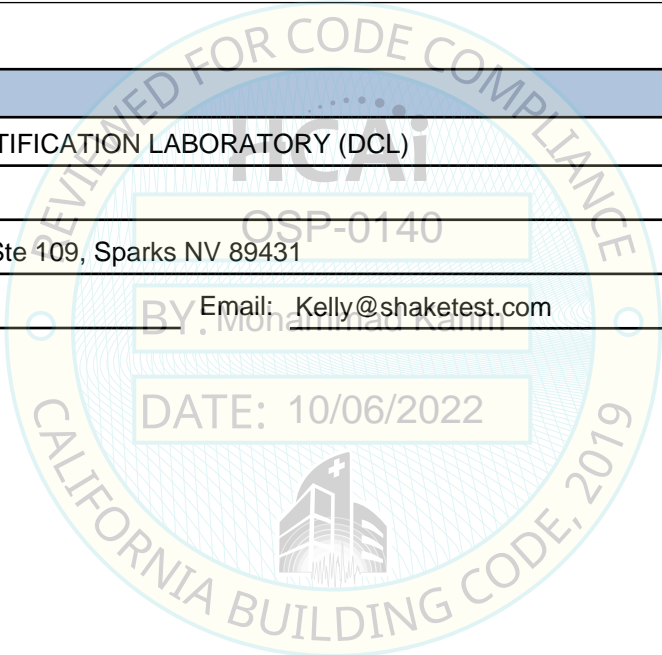 REVIEWED FOR CODE COMPLIANCE
HCAi
TIFICATION LABORATORY (DCL)
OSP-0140
Ste 109, Sparks NV 89431
Email: Kelly@shaketest.com
BY: Mohammad Karim
DATE: 10/06/2022
CALIFORNIA BUILDING CODE, 2019